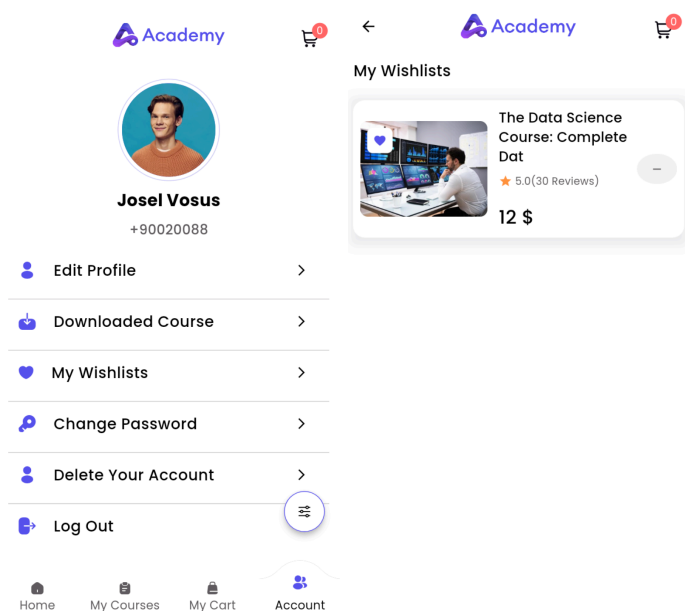 Academy
0
Josel Vosus
+90020088
Edit Profile
Downloaded Course
My Wishlists
Change Password
Delete Your Account
Log Out
Home
My Courses
My Cart
Account
Academy
0
My Wishlists
The Data Science
Course: Complete
Dat
5.0(30 Reviews)
12 $